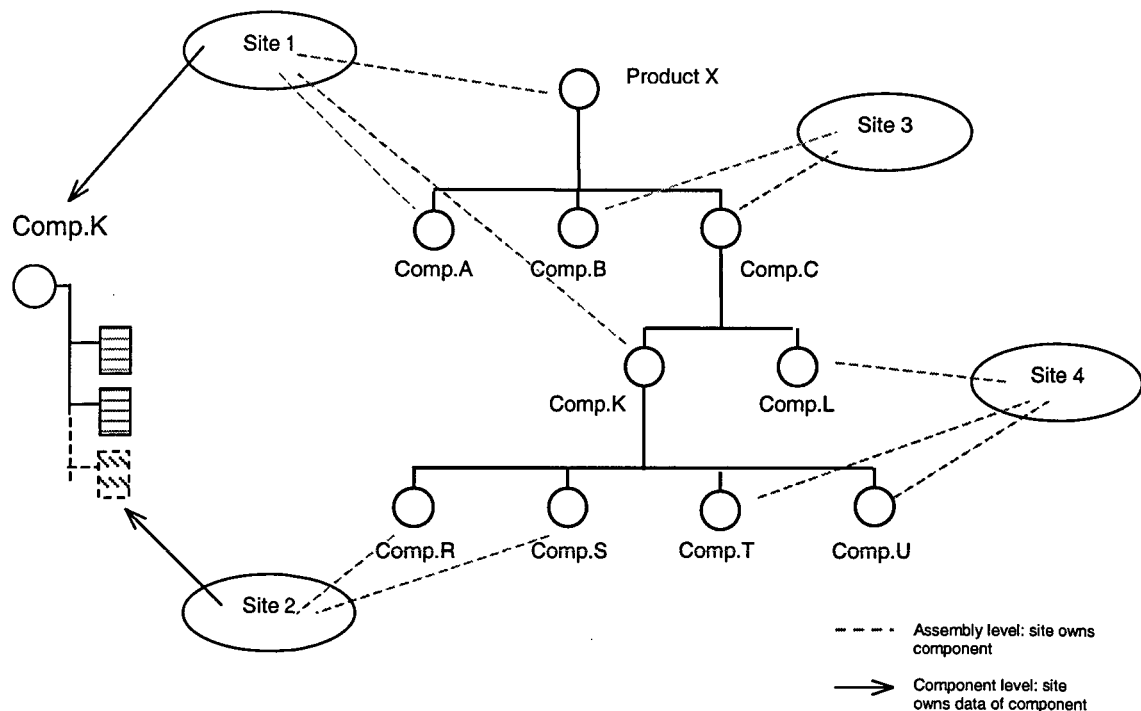 Site 1
Product X
Site 3
Comp.K
Comp.A
Comp.B
Comp.C
Comp.K
Comp.L
Site 4
Comp.R
Comp.S
Comp.T
Comp.U
Site 2
Assembly level: site owns
component
Component level: site
owns data of component